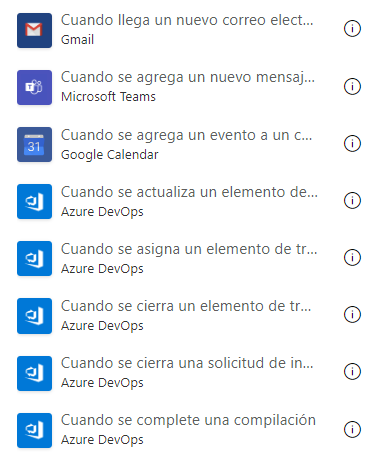 Cuando llega un nuevo correo elect...
Gmail
Cuando se agrega un nuevo mensaj...
Microsoft Teams
Cuando se agrega un evento a un c...
31
Google Calendar
Cuando se actualiza un elemento de...
Azure DevOps
Cuando se asigna un elemento de tr...
Azure DevOps
Cuando se cierra un elemento de tr...
Azure DevOps
Cuando se cierra una solicitud de in...
Azure DevOps
Cuando se complete una compilación
Azure DevOps